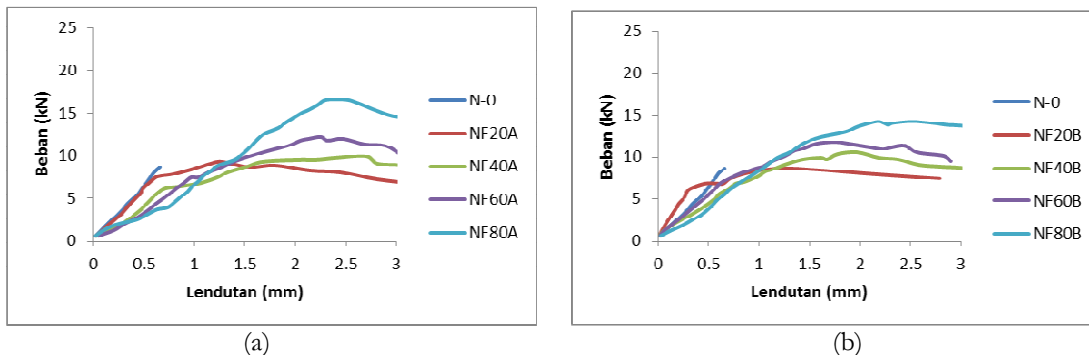 25
20
15
10
5
0
Beban (kN)
0 0.5 1 1.5 2 2.5 3
Lendutan (mm)
N-0
NF20A
NF40A
NF60A
NF80A
(a)
25
20
15
10
5
0
Beban (kN)
0 0.5 1 1.5 2 2.5 3
Lendutan (mm)
N-0
NF20B
NF40B
NF60B
NF80B
(b)